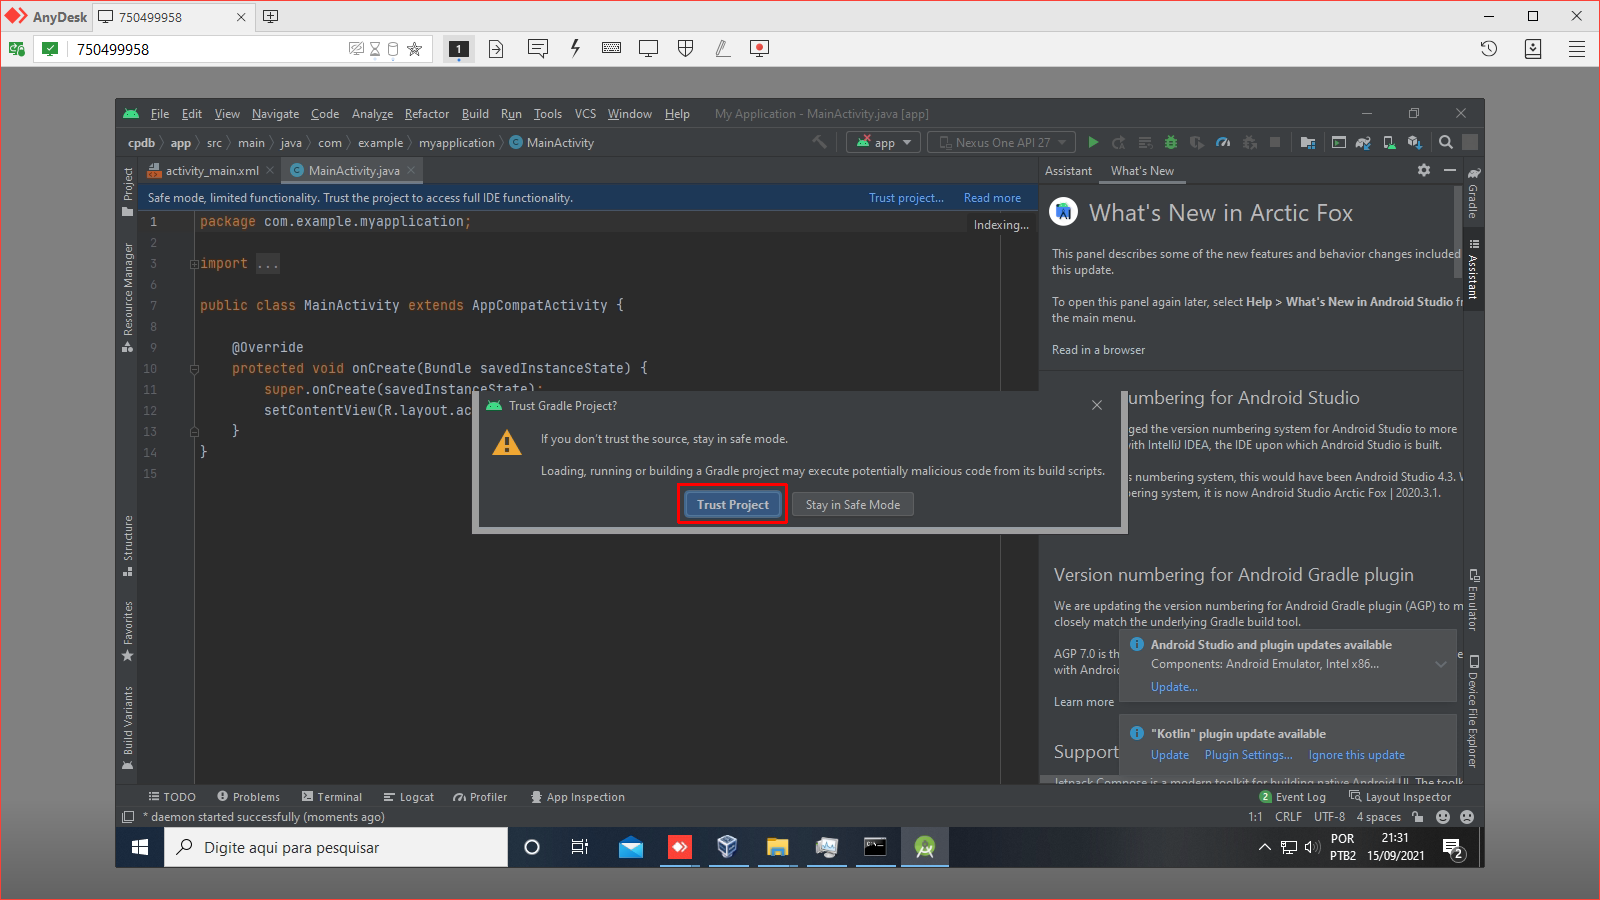 AnyDesk
750499958
750499958
1
File Edit View Navigate Code Analyze Refactor Build Run Tools VCS Window Help My Application - MainActivity.java [app]
cpdb app src main java com example myapplication MainActivity
app
Nexus One API 27
activity_main.xml
MainActivity.java
Assistant What's New
Safe mode, limited functionality. Trust the project to access full IDE functionality.
Trust project... Read more
Indexing...
1 package com.example.myapplication;
2
3 import ...
6
7 public class MainActivity extends AppCompatActivity {
8
9 @Override
10 protected void onCreate(Bundle savedInstanceState) {
11 super.onCreate(savedInstanceState);
12 setContentView(R.layout.ac
13 }
14 }
15
Project
Resource Manager
Structure
Favorites
Build Variants
Trust Gradle Project?
If you don't trust the source, stay in safe mode.
Loading, running or building a Gradle project may execute potentially malicious code from its build scripts.
Trust Project
Stay in Safe Mode
What's New in Arctic Fox
This panel describes some of the new features and behavior changes included
this update.
To open this panel again later, select Help > What's New in Android Studio fr
the main menu.
Read in a browser
umbering for Android Studio
ged the version numbering system for Android Studio to more
with IntelliJ IDEA, the IDE upon which Android Studio is built.
s numbering system, this would have been Android Studio 4.3. W
bering system, it is now Android Studio Arctic Fox | 2020.3.1.
Version numbering for Android Gradle plugin
We are updating the version numbering for Android Gradle plugin (AGP) to m
closely match the underlying Gradle build tool.
AGP 7.0 is th
with Androi
Learn more
Support
Jetpack Compose is a modern toolkit for building native Android UI. The toolk
Android Studio and plugin updates available
Components: Android Emulator, Intel x86...
Update...
"Kotlin" plugin update available
Update Plugin Settings... Ignore this update
Gradle
Assistant
Emulator
Device File Explorer
TODO Problems Terminal Logcat Profiler App Inspection
2 Event Log Layout Inspector
* daemon started successfully (moments ago)
1:1 CRLF UTF-8 4 spaces
Digite aqui para pesquisar
POR
PTB2
21:31
15/09/2021
2